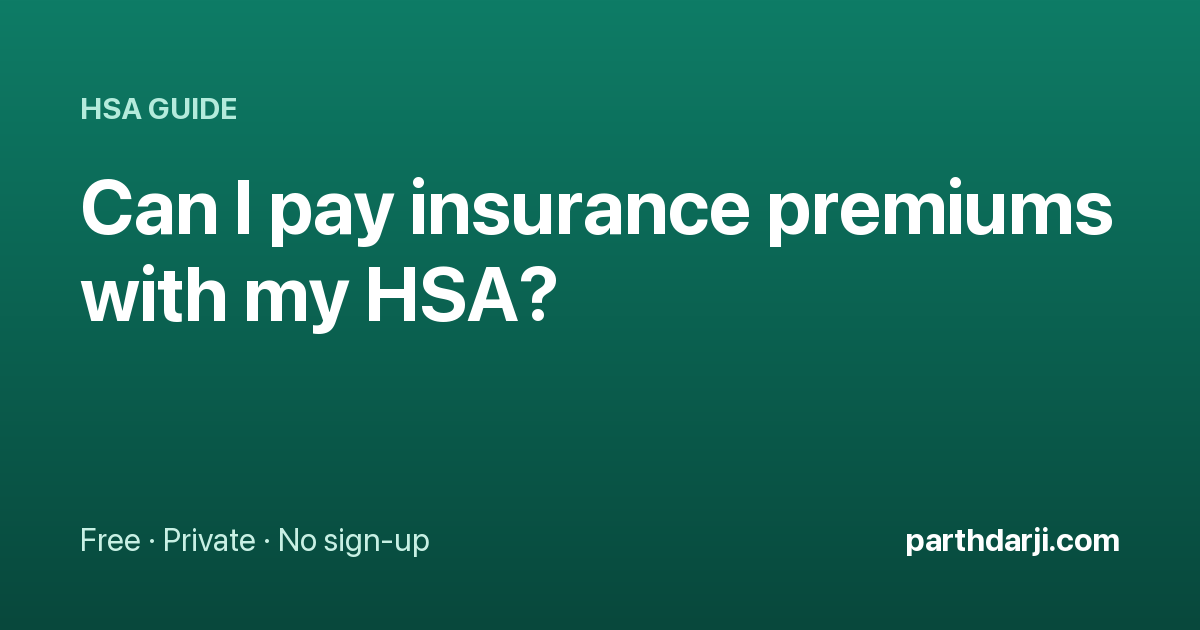 HSA GUIDE
Can I pay insurance premiums
with my HSA?
Free · Private · No sign-up
parthdarji.com